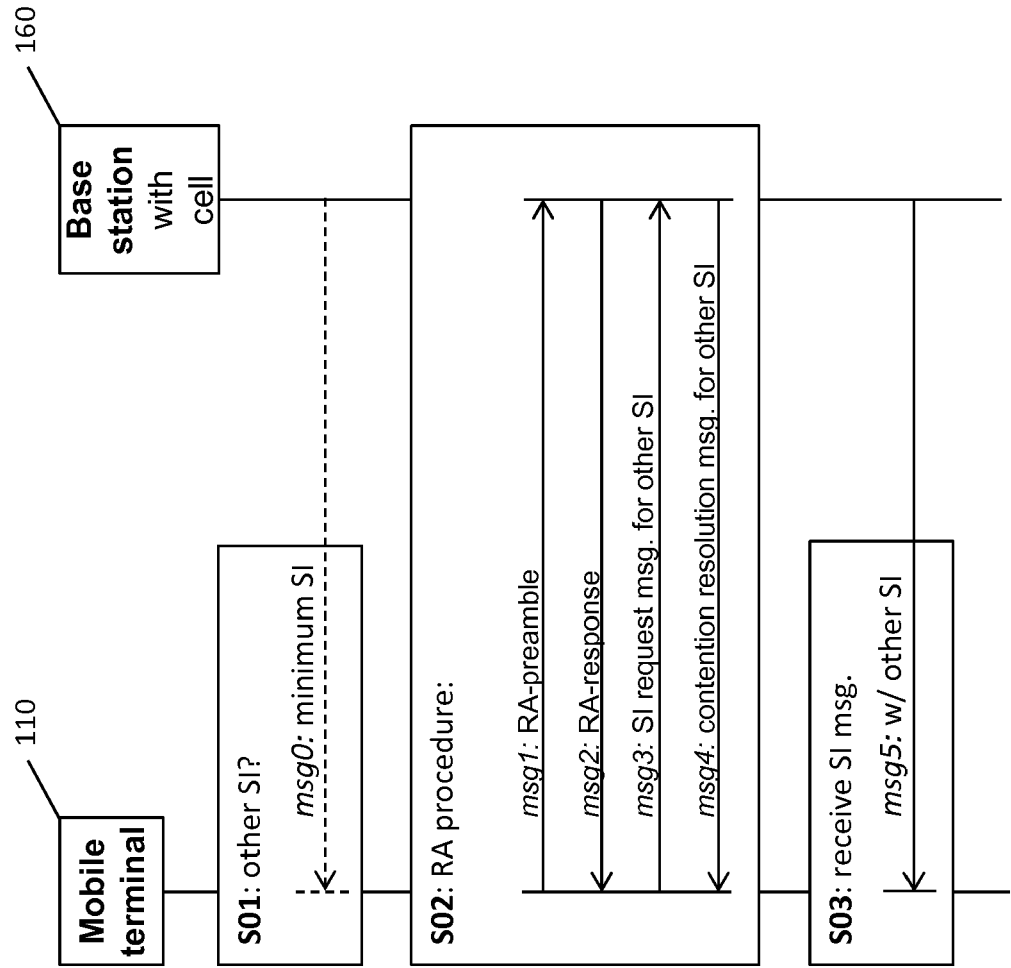 110
160
Mobile
terminal
Base
station
with
cell
S01: other SI?
msg0: minimum SI
S02: RA procedure:
msg1: RA-preamble
msg2: RA-response
msg3: SI request msg. for other SI
msg4: contention resolution msg. for other SI
S03: receive SI msg.
msg5: w/ other SI